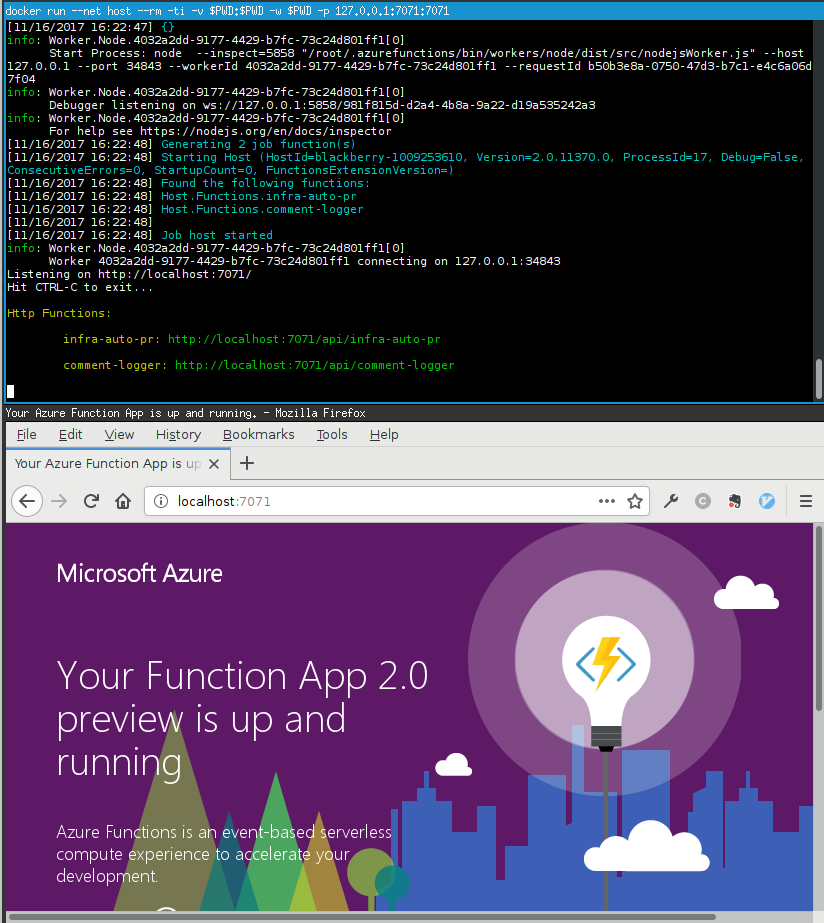 docker run --net host --rm -ti -v $PWD:$PWD -w $PWD -p 127.0.0.1:7071:7071
[11/16/2017 16:22:47] {}
info: Worker.Node.4032a2dd-9177-4429-b7fc-73c24d801ff1[0]
Start Process: node  --inspect=5858 "/root/.azurefunctions/bin/workers/node/dist/src/nodejsWorker.js" --host
127.0.0.1 --port 34843 --workerId 4032a2dd-9177-4429-b7fc-73c24d801ff1 --requestId b50b3e8a-0750-47d3-b7c1-e4c6a06d
7f04
info: Worker.Node.4032a2dd-9177-4429-b7fc-73c24d801ff1[0]
Debugger listening on ws://127.0.0.1:5858/981f815d-d2a4-4b8a-9a22-d19a535242a3
info: Worker.Node.4032a2dd-9177-4429-b7fc-73c24d801ff1[0]
For help see https://nodejs.org/en/docs/inspector
[11/16/2017 16:22:48] Generating 2 job function(s)
[11/16/2017 16:22:48] Starting Host (HostId=blackberry-1009253610, Version=2.0.11370.0, ProcessId=17, Debug=False,
ConsecutiveErrors=0, StartupCount=0, FunctionsExtensionVersion=)
[11/16/2017 16:22:48] Found the following functions:
[11/16/2017 16:22:48] Host.Functions.infra-auto-pr
[11/16/2017 16:22:48] Host.Functions.comment-logger
[11/16/2017 16:22:48]
[11/16/2017 16:22:48] Job host started
info: Worker.Node.4032a2dd-9177-4429-b7fc-73c24d801ff1[0]
Worker 4032a2dd-9177-4429-b7fc-73c24d801ff1 connecting on 127.0.0.1:34843
Listening on http://localhost:7071/
Hit CTRL-C to exit...
Http Functions:
infra-auto-pr: http://localhost:7071/api/infra-auto-pr
comment-logger: http://localhost:7071/api/comment-logger
Your Azure Function App is up and running. - Mozilla Firefox
File Edit View History Bookmarks Tools Help
Your Azure Function App is up
localhost:7071
Microsoft Azure
Your Function App 2.0
preview is up and
running
Azure Functions is an event-based serverless
compute experience to accelerate your
development.